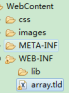 WebContent
css
images
META-INF
WEB-INF
lib
array.tld